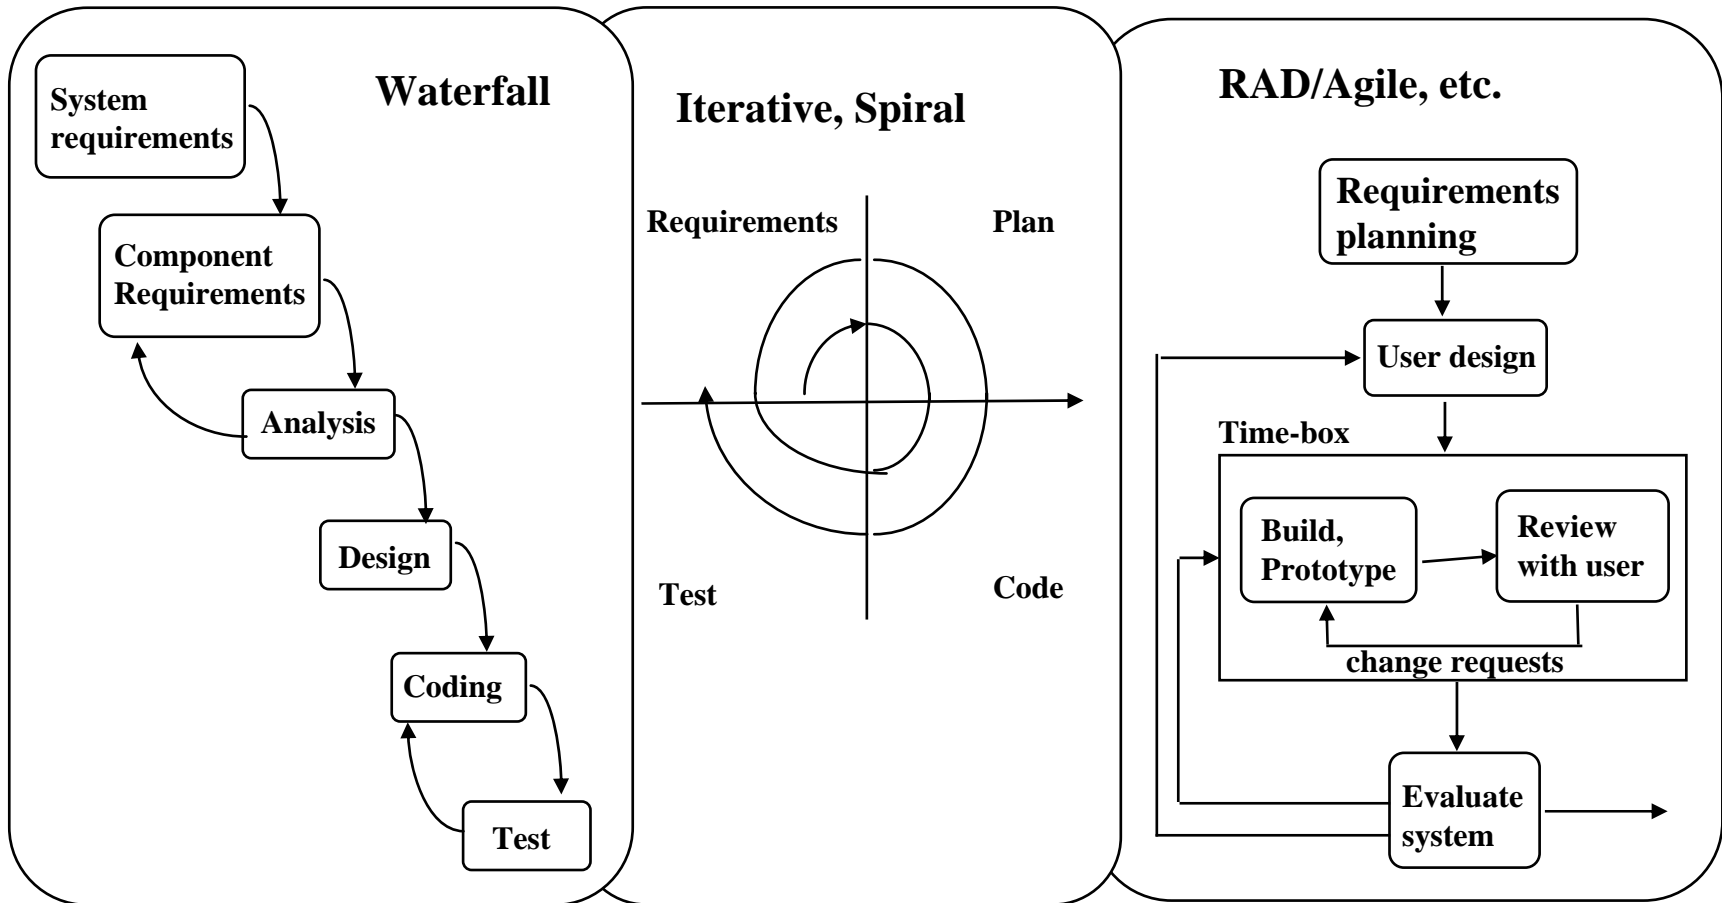 Waterfall
System
requirements
Component
Requirements
Analysis
Design
Coding
Test
Iterative, Spiral
Requirements
Plan
Test
Code
RAD/Agile, etc.
Requirements
planning
User design
Time-box
Build,
Prototype
Review
with user
change requests
Evaluate
system